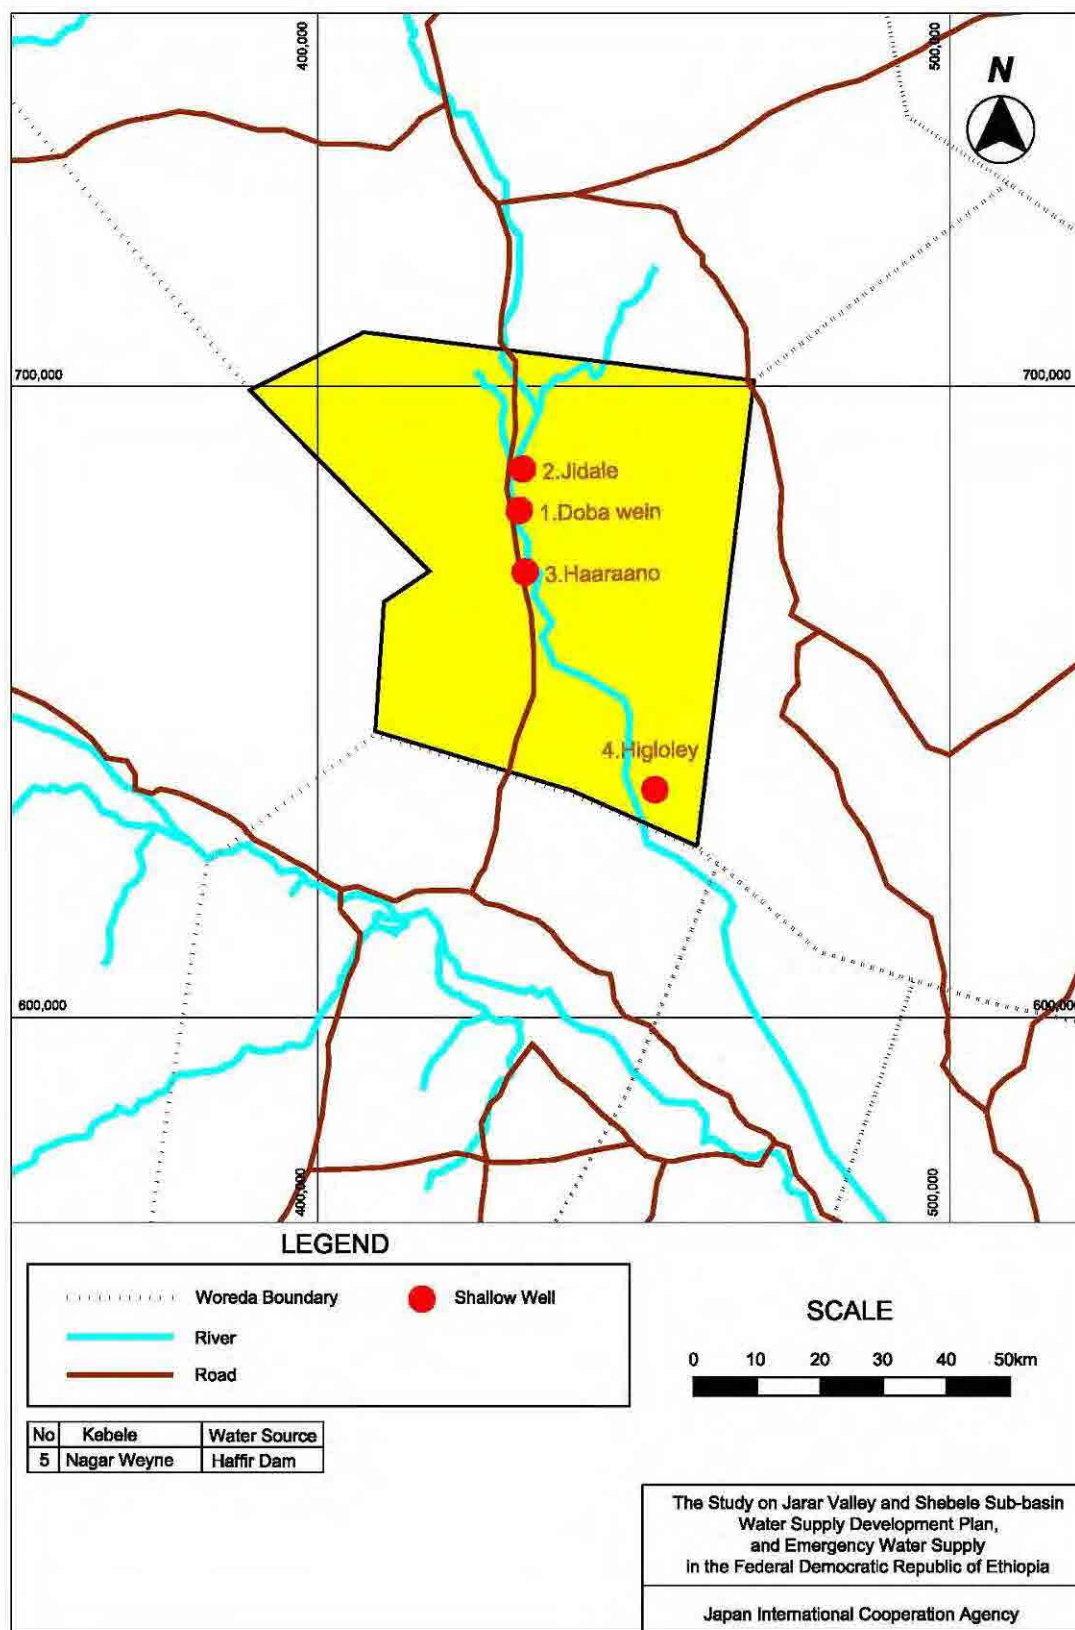 400,000
500,000
N
700,000
700,000
2.Jidale
1.Doba wein
3.Haaraano
4.Higloley
600,000
600,000
400,000
500,000
LEGEND
Woreda Boundary
Shallow Well
River
Road
SCALE
0 10 20 30 40 50km
No Kebele Water Source
5 Nagar Weyne Haffir Dam
The Study on Jarar Valley and Shebele Sub-basin
Water Supply Development Plan,
and Emergency Water Supply
in the Federal Democratic Republic of Ethiopia
Japan International Cooperation Agency